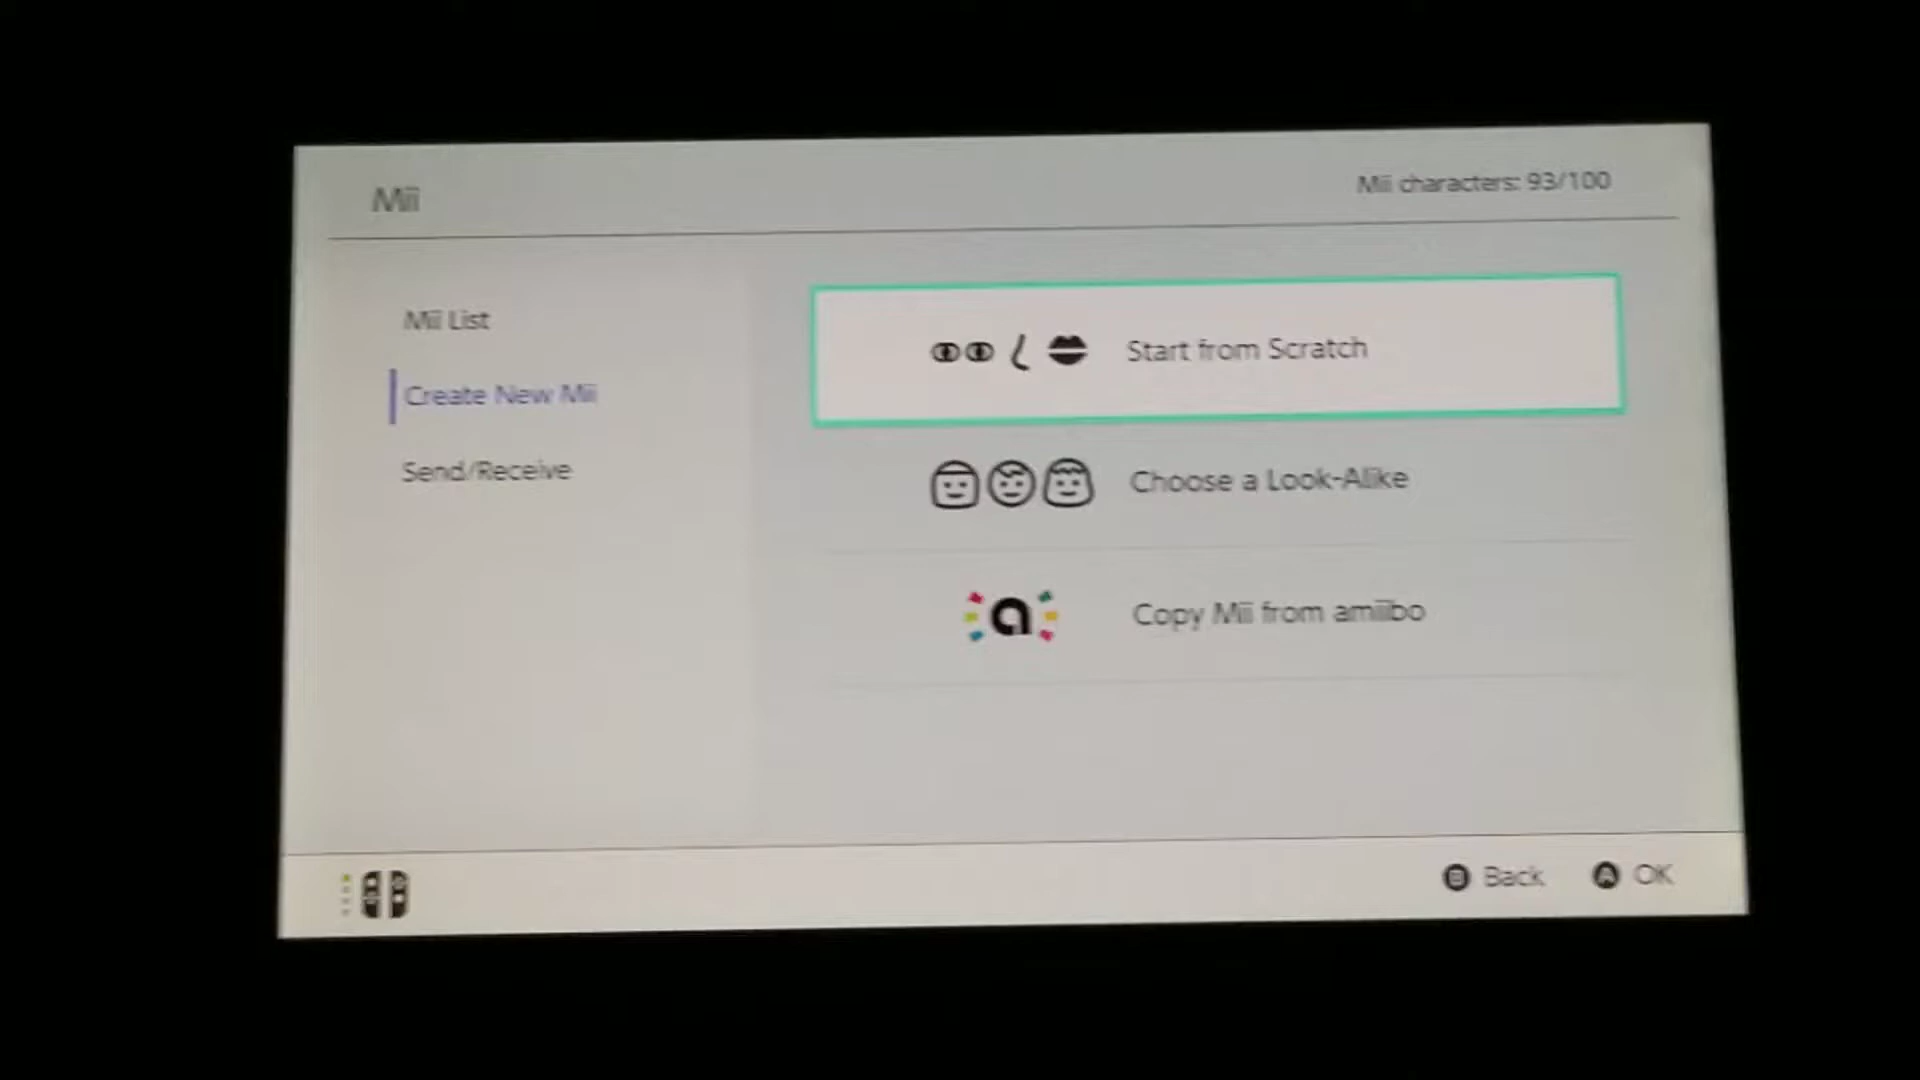 Mii
Mii characters: 93/100
Mii List
Create New Mii
Send/Receive
Start from Scratch
Choose a Look-Alike
Copy Mii from amiibo
B Back
A OK